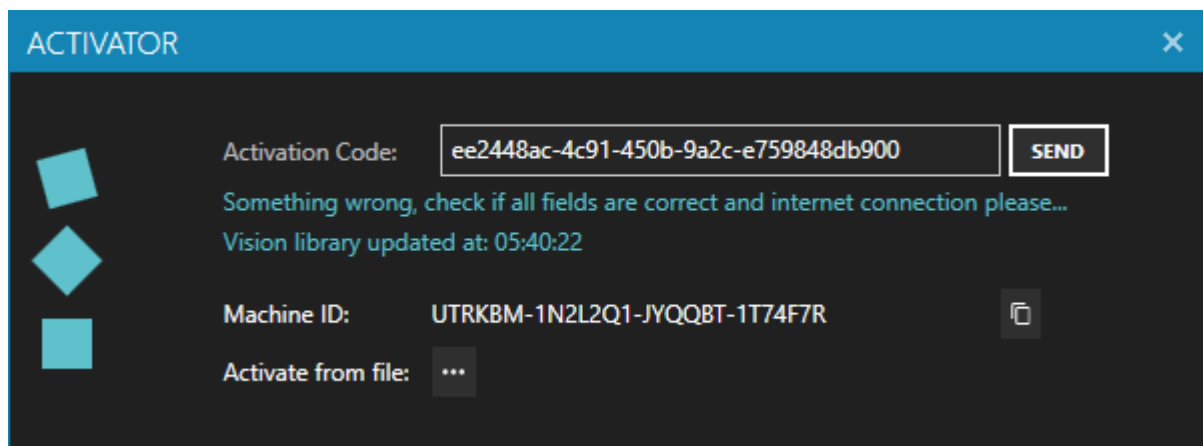 ACTIVATOR
Activation Code: ee2448ac-4c91-450b-9a2c-e759848db900 SEND
Something wrong, check if all fields are correct and internet connection please...
Vision library updated at: 05:40:22
Machine ID: UTRKBM-1N2L2Q1-JYQQBT-1T74F7R
Activate from file: ...